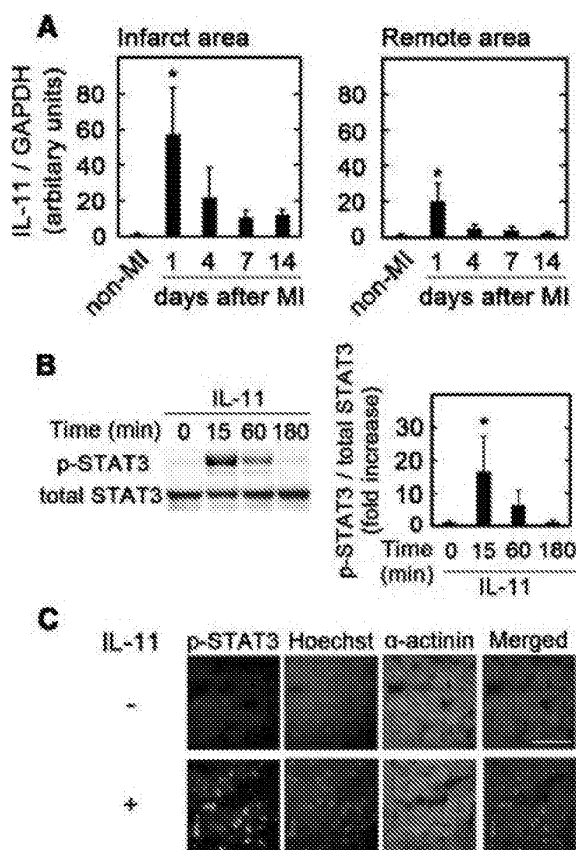 A
Infarct area
Remote area
IL-11 / GAPDH
(arbitary units)
80
60
40
20
0
80
60
40
20
0
non-MI
1 4 7 14
days after MI
non-MI
1 4 7 14
days after MI
B
IL-11
Time (min) 0 15 60 180
p-STAT3
total STAT3
p-STAT3 / total STAT3
(fold increase)
30
20
10
0
Time
(min)
0 15 60 180
IL-11
C
IL-11 p-STAT3 Hoechst α-actinin Merged
-
+